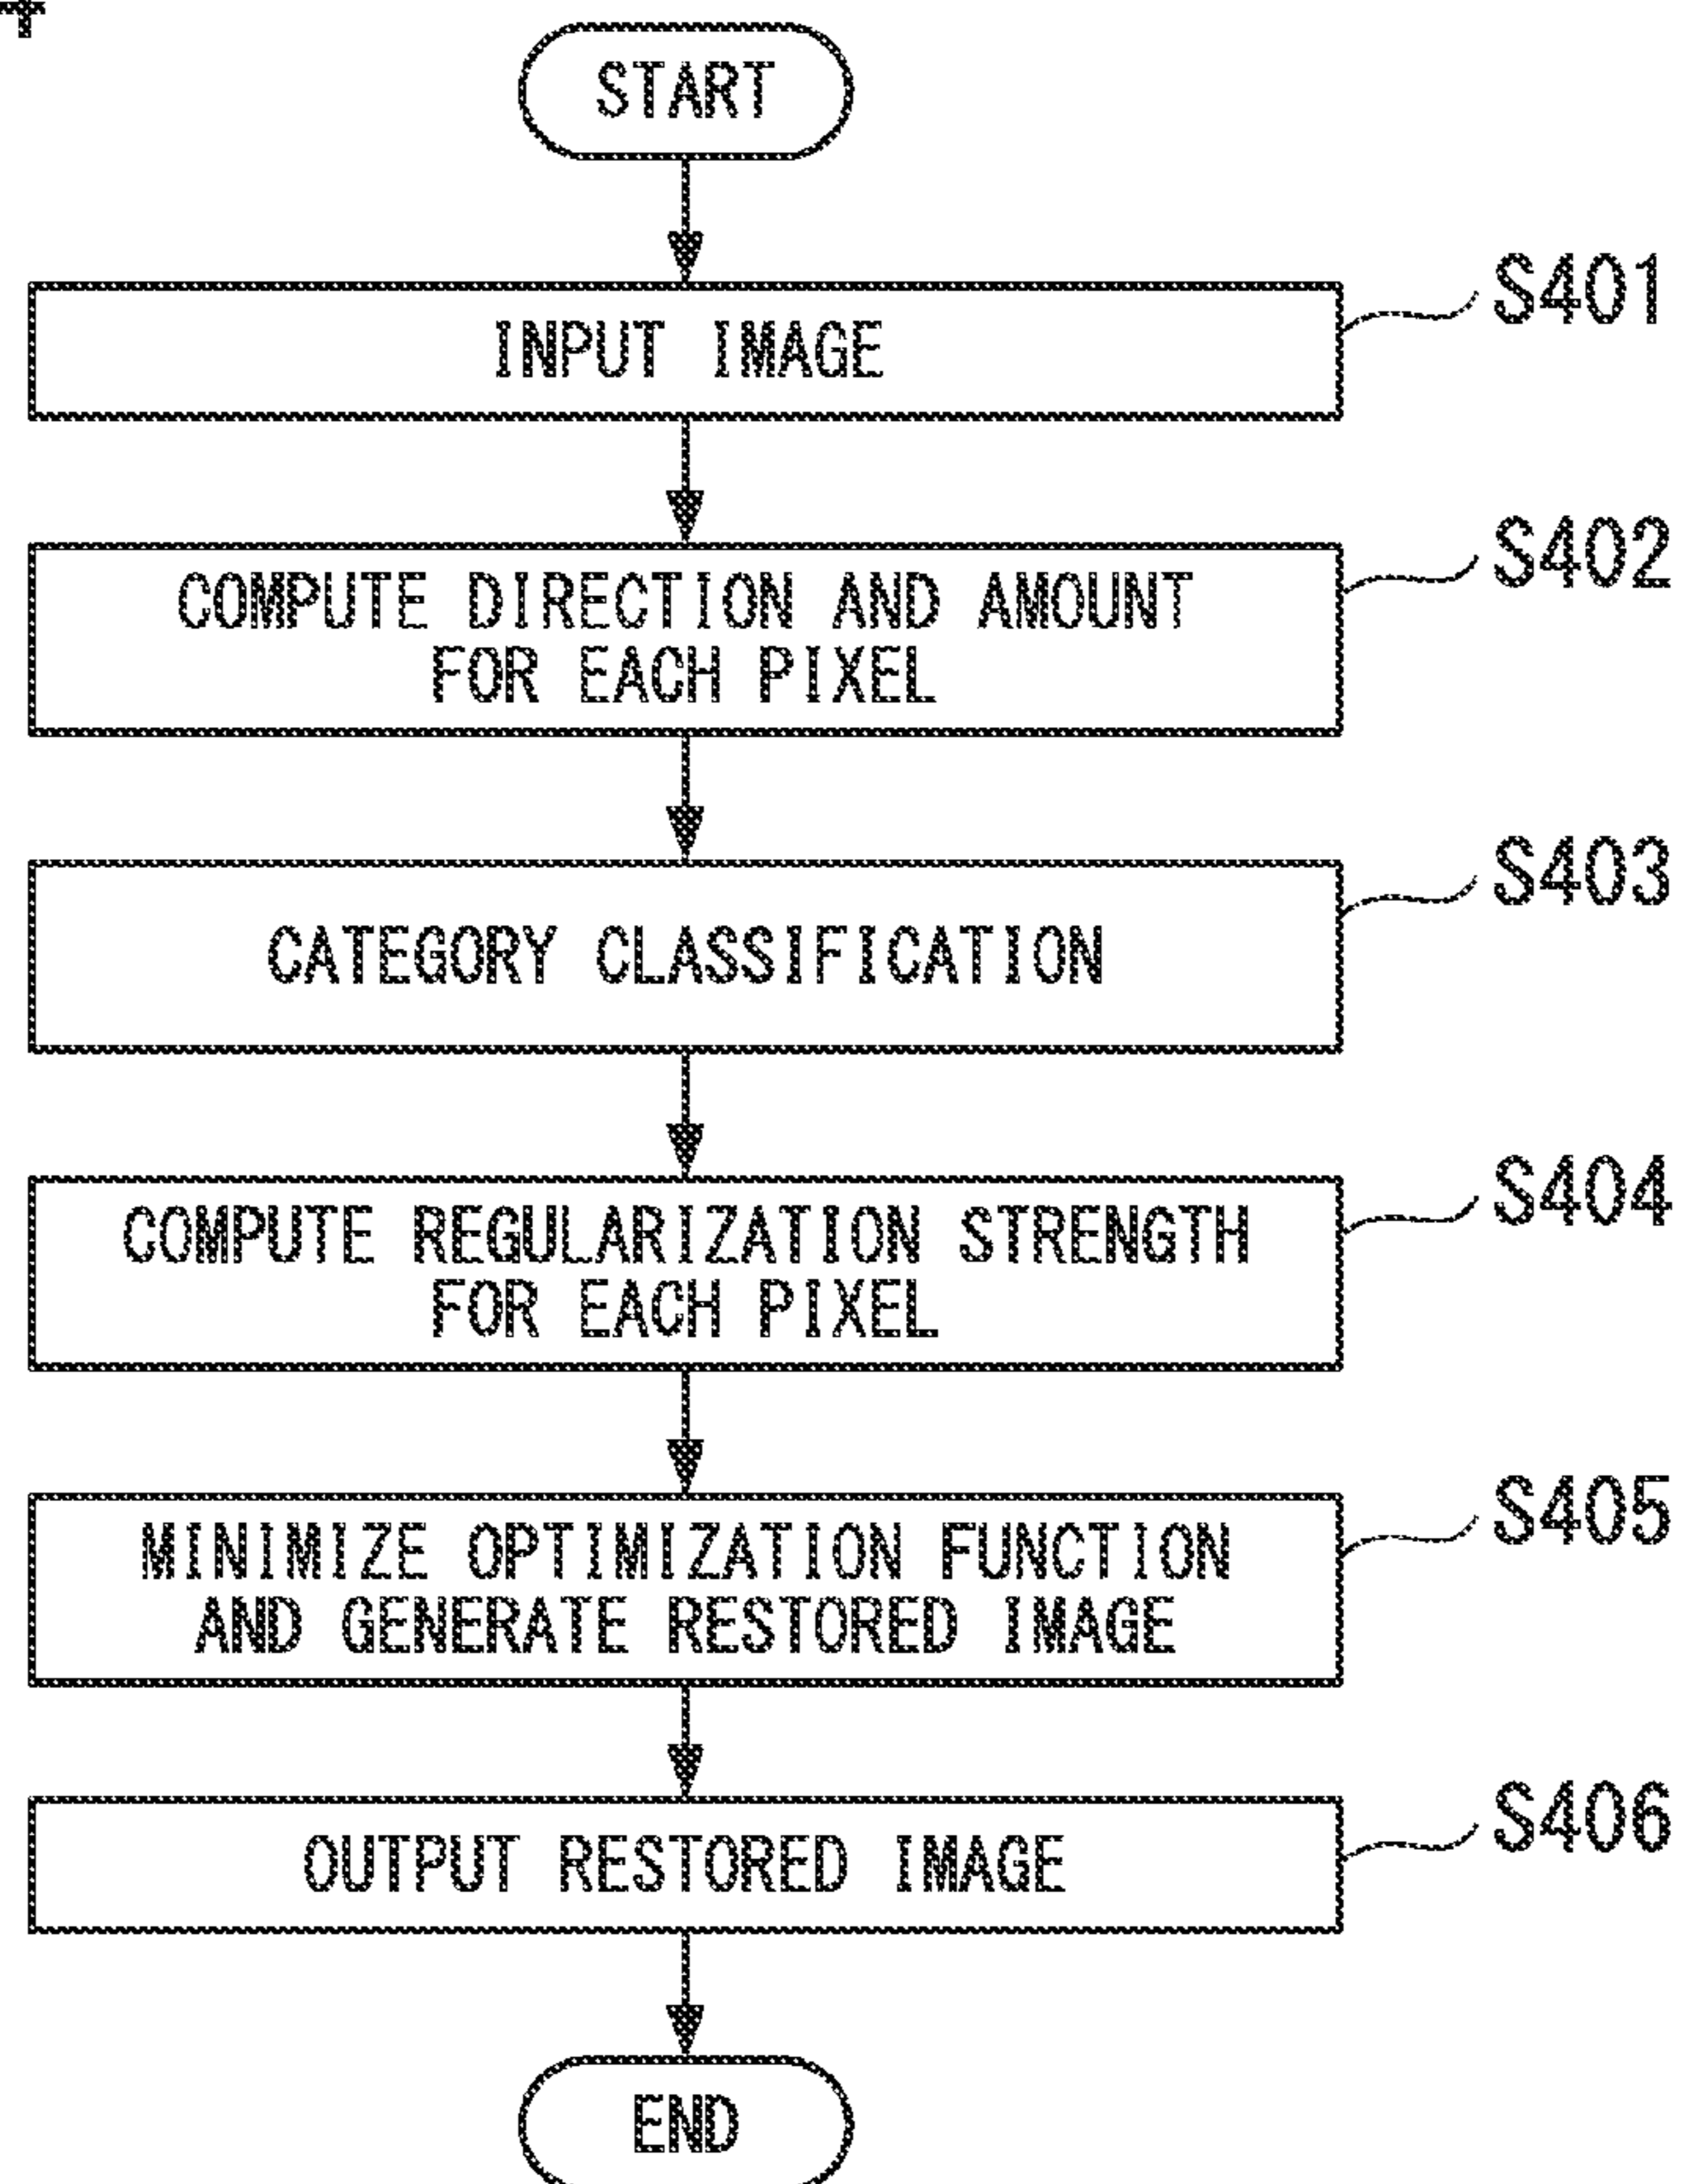 START
INPUT IMAGE
S401
COMPUTE DIRECTION AND AMOUNT
FOR EACH PIXEL
S402
CATEGORY CLASSIFICATION
S403
COMPUTE REGULARIZATION STRENGTH
FOR EACH PIXEL
S404
MINIMIZE OPTIMIZATION FUNCTION
AND GENERATE RESTORED IMAGE
S405
OUTPUT RESTORED IMAGE
S406
END